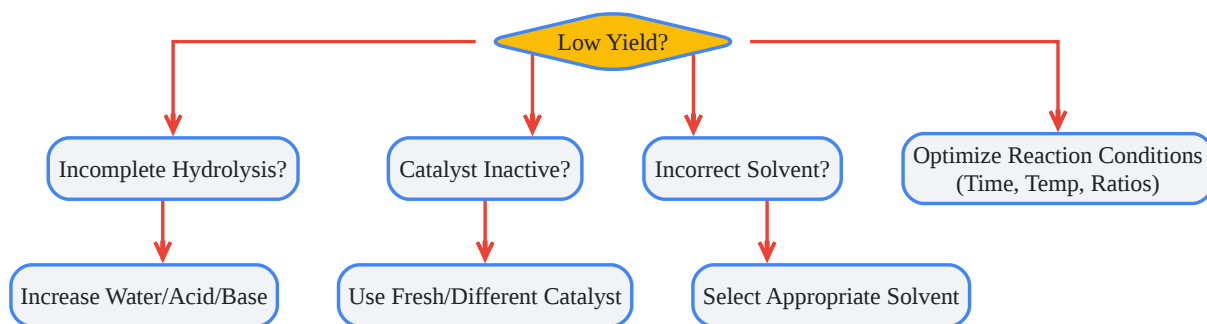 Low Yield?
Incomplete Hydrolysis?
Catalyst Inactive?
Incorrect Solvent?
Optimize Reaction Conditions
(Time, Temp, Ratios)
Increase Water/Acid/Base
Use Fresh/Different Catalyst
Select Appropriate Solvent